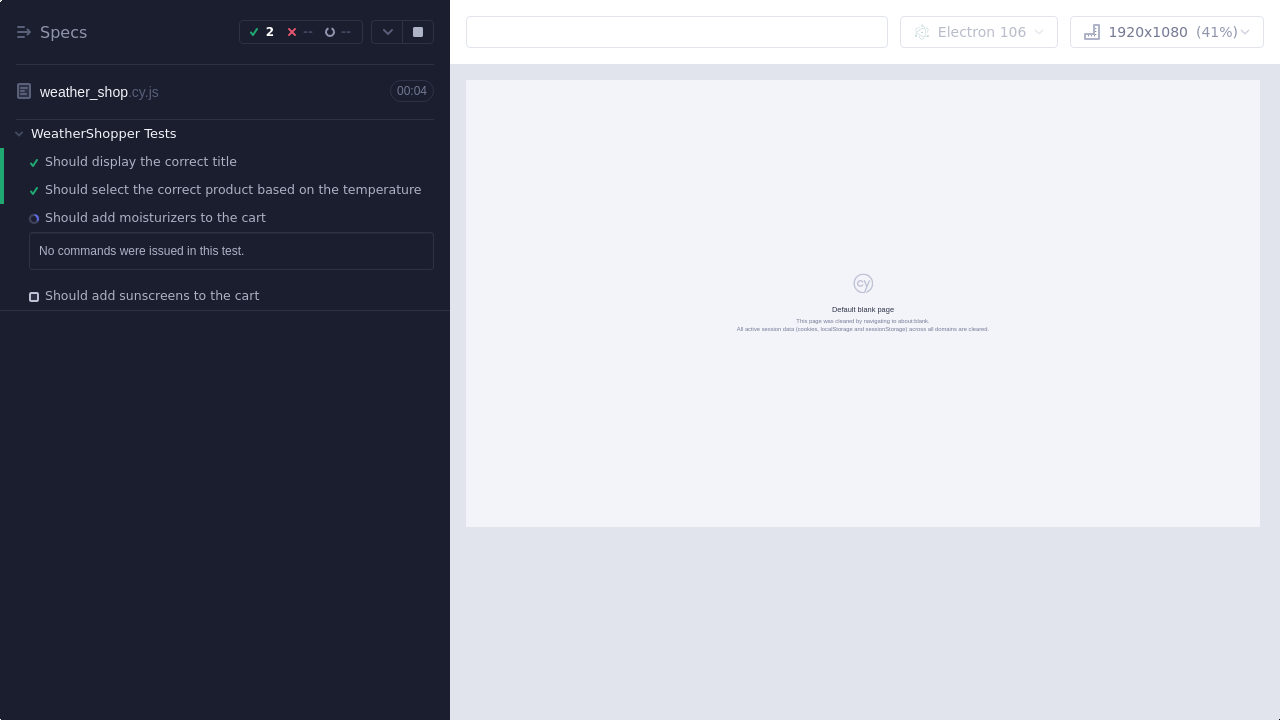 Specs
2
--
--
weather_shop.cy.js
00:04
WeatherShopper Tests
Should display the correct title
Should select the correct product based on the temperature
Should add moisturizers to the cart
No commands were issued in this test.
Should add sunscreens to the cart
Electron 106
1920x1080 (41%)
cy
Default blank page
This page was cleared by navigating to about:blank.
All active session data (cookies, localStorage and sessionStorage) across all domains are cleared.